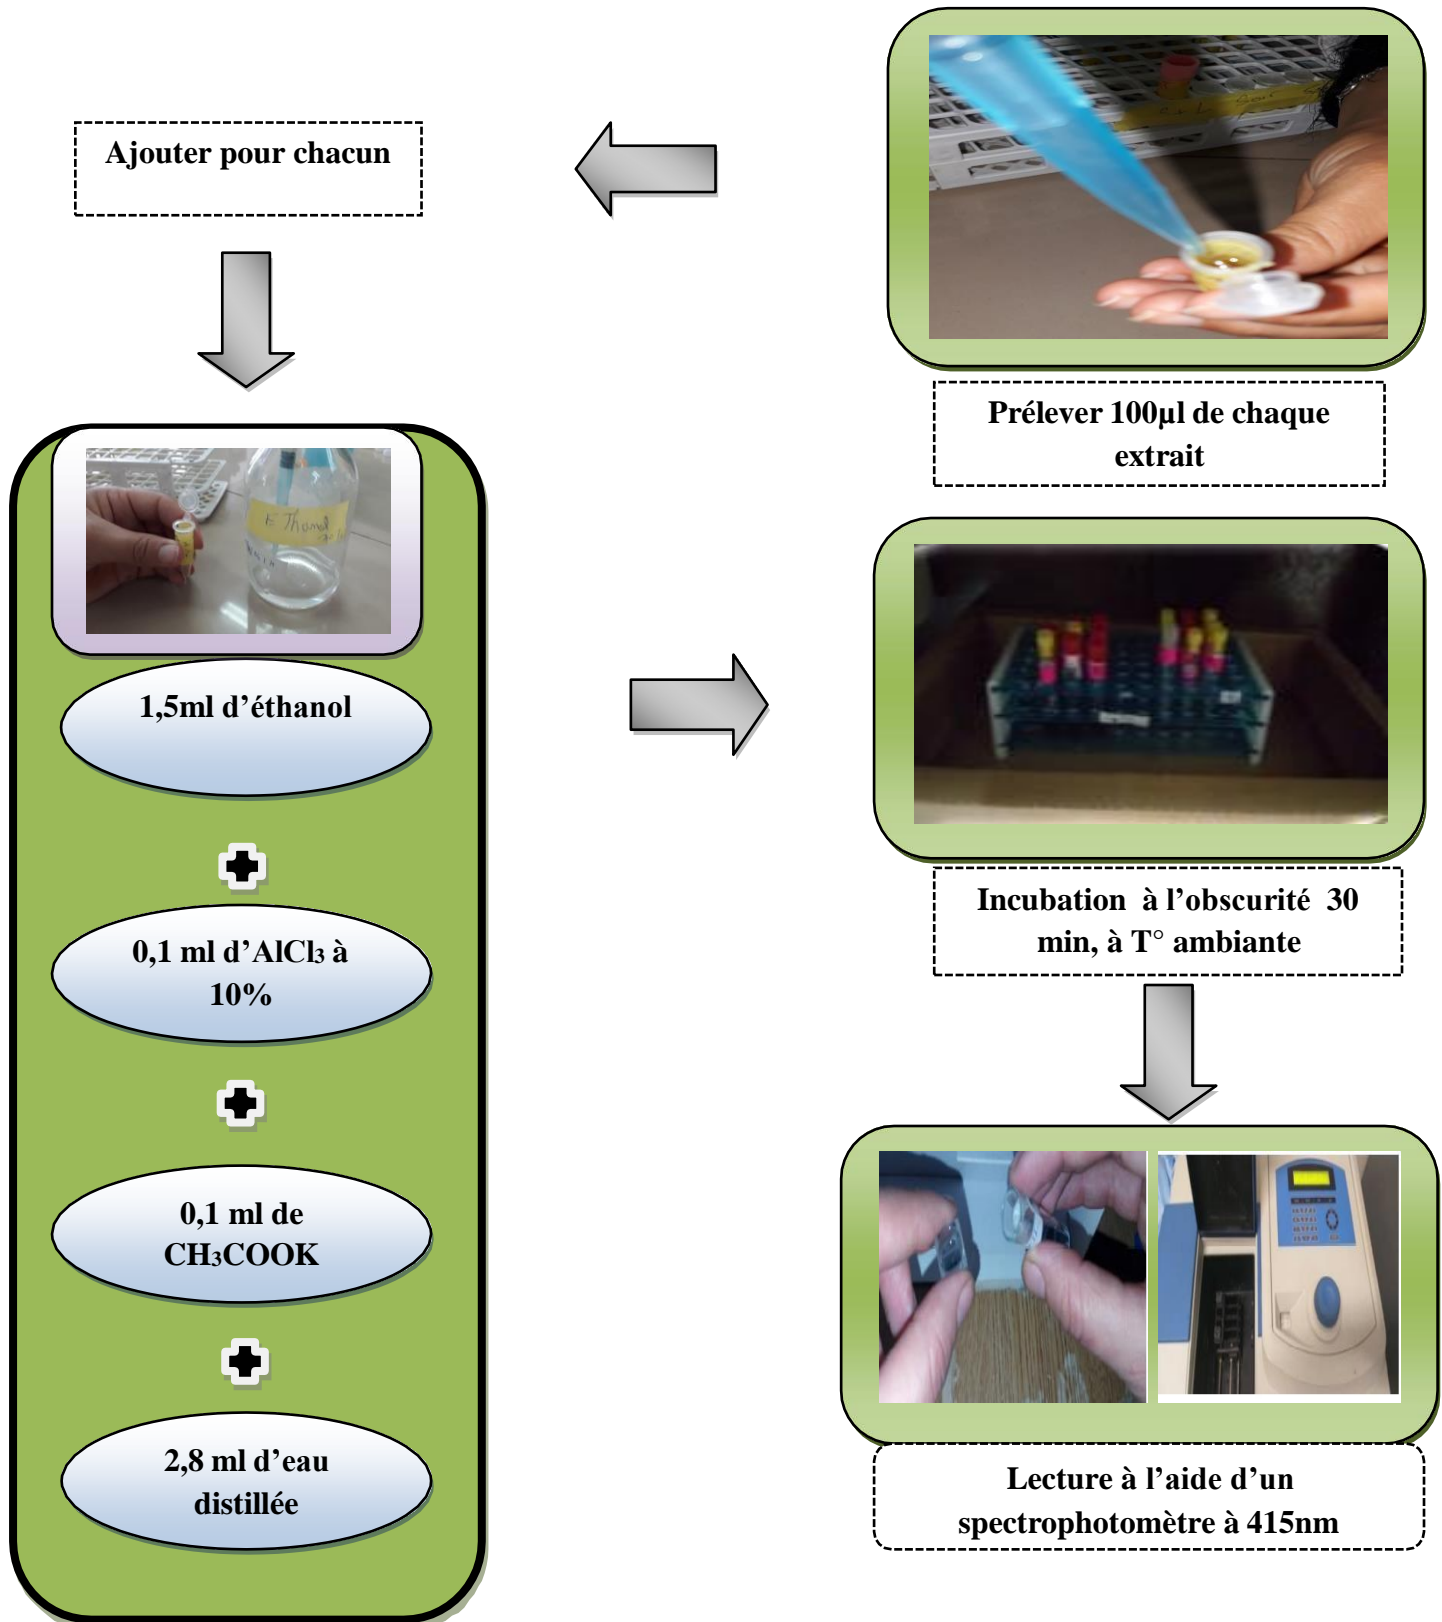 Prélever 100µl de chaque
extrait
Ajouter pour chacun
E Thanol
1,5ml d’éthanol
0,1 ml d’AlCl₃ à
10%
0,1 ml de
CH₃COOK
2,8 ml d’eau
distillée
Incubation à l’obscurité 30
min, à T° ambiante
Lecture à l’aide d’un
spectrophotomètre à 415nm